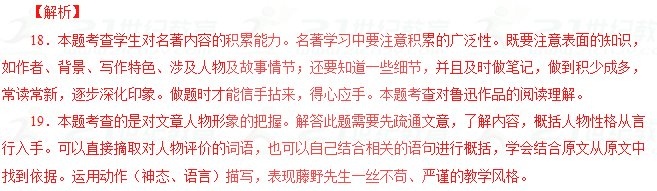 【解析】
18．本题考查学生对名著内容的积累能力。名著学习中要注意积累的广泛性。既要注意表面的知识，
如作者、背景、写作特色、涉及人物及故事情节；还要知道一些细节，并且及时做笔记，做到积少成多，
常读常新，逐步深化印象。做题时才能信手拈来，得心应手。本题考查对鲁迅作品的阅读理解。
19．本题考查的是对文章人物形象的把握。解答此题需要先疏通文意，了解内容，概括人物性格从言
行入手。可以直接摘取对人物评价的词语，也可以自己结合相关的语句进行概括，学会结合原文从原文中
找到依据。运用动作（神态、语言）描写，表现藤野先生一丝不苟、严谨的教学风格。